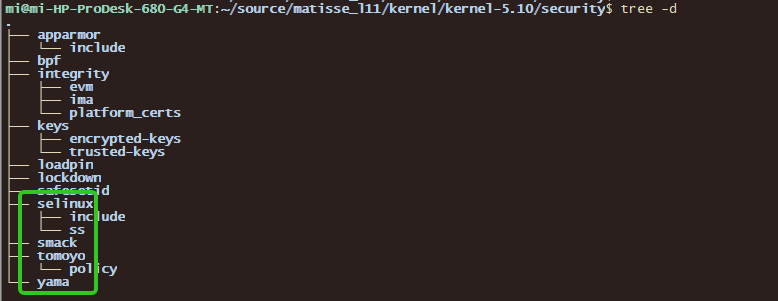 mi@mi-HP-ProDesk-680-G4-MT:~/source/matisse_l11/kernel/kernel-5.10/security$ tree -d
.
├── apparmor
│   └── include
├── bpf
├── integrity
│   ├── evm
│   ├── ima
│   └── platform_certs
├── keys
│   ├── encrypted-keys
│   └── trusted-keys
├── loadpin
├── lockdown
├── safesetid
├── selinux
│   ├── include
│   └── ss
├── smack
├── tomoyo
│   └── policy
└── yama